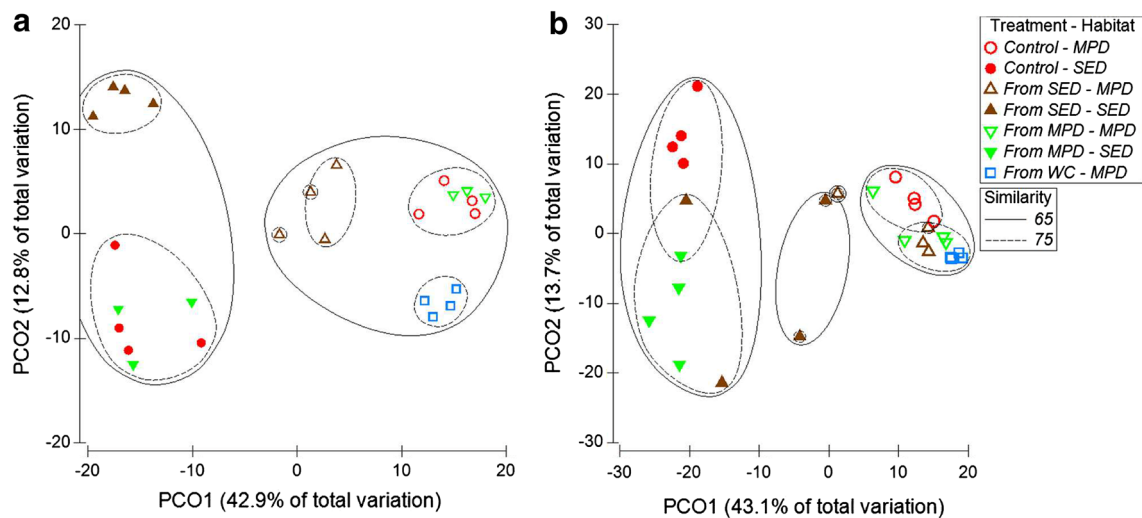 a
20
10
0
-10
-20
PCO2 (12.8% of total variation)
-20
-10
0
10
20
PCO1 (42.9% of total variation)
b
30
20
10
0
-10
-20
-30
PCO2 (13.7% of total variation)
-30
-20
-10
0
10
20
PCO1 (43.1% of total variation)
Treatment - Habitat
Control - MPD
Control - SED
From SED - MPD
From SED - SED
From MPD - MPD
From MPD - SED
From WC - MPD
Similarity
65
75